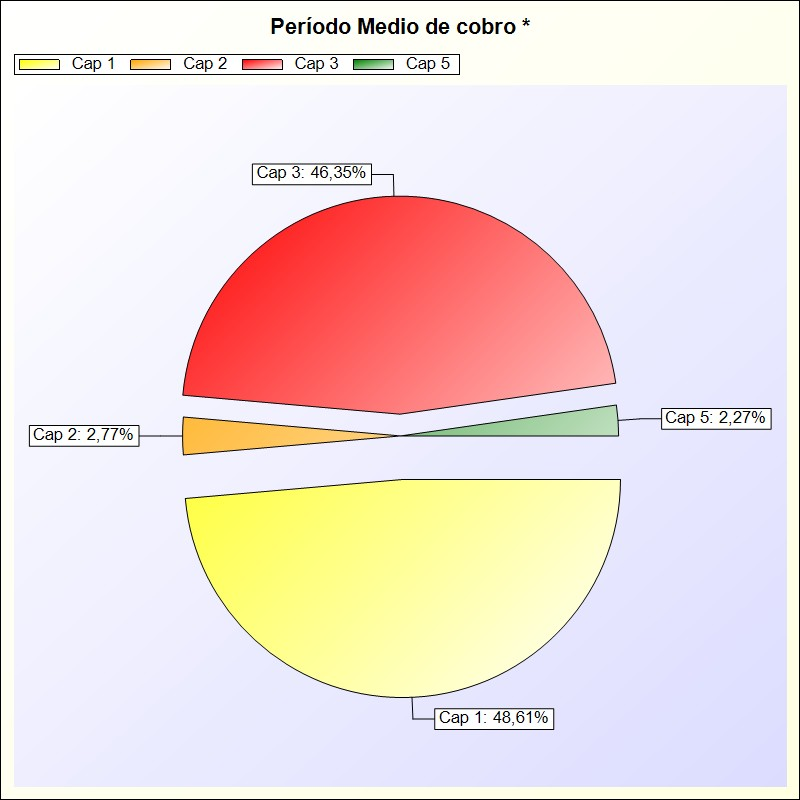 Período Medio de cobro *
Cap 1 Cap 2 Cap 3 Cap 5
Cap 3: 46,35%
Cap 5: 2,27%
Cap 2: 2,77%
Cap 1: 48,61%